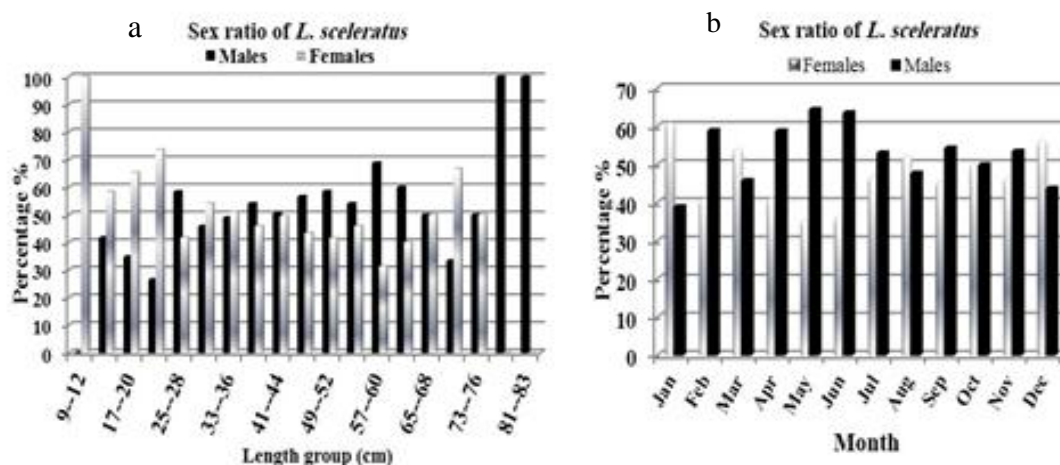 a
Sex ratio of L. sceleratus
Males Females
Percentage %
100
90
80
70
60
50
40
30
20
10
0
9--12
17--20
25--28
33--36
41--44
49--52
57--60
65--68
73--76
81--83
Length group (cm)
b
Sex ratio of L. sceleratus
Females Males
Percentage %
70
60
50
40
30
20
10
0
Jan
Feb
Mar
Apr
May
Jun
Jul
Aug
Sep
Oct
Nov
Dec
Month